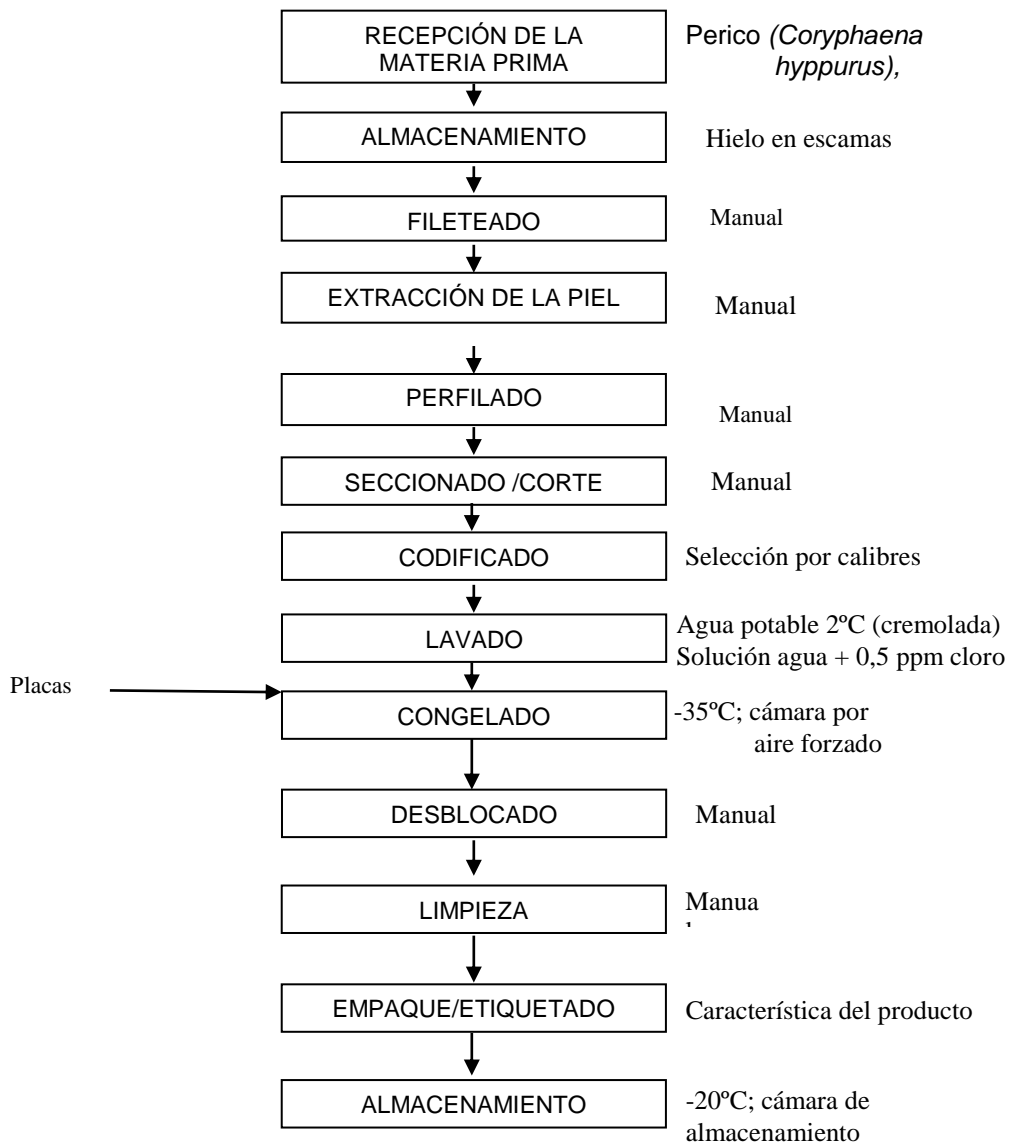 RECEPCIÓN DE LA
MATERIA PRIMA
Perico (Coryphaena
hyppurus),
ALMACENAMIENTO
Hielo en escamas
FILETEADO
Manual
EXTRACCIÓN DE LA PIEL
Manual
PERFILADO
Manual
SECCIONADO /CORTE
Manual
CODIFICADO
Selección por calibres
LAVADO
Agua potable 2ºC (cremolada)
Solución agua + 0,5 ppm cloro
Placas
CONGELADO
-35ºC; cámara por
aire forzado
DESBLOCADO
Manual
LIMPIEZA
Manua
EMPAQUE/ETIQUETADO
Característica del producto
ALMACENAMIENTO
-20ºC; cámara de
almacenamiento